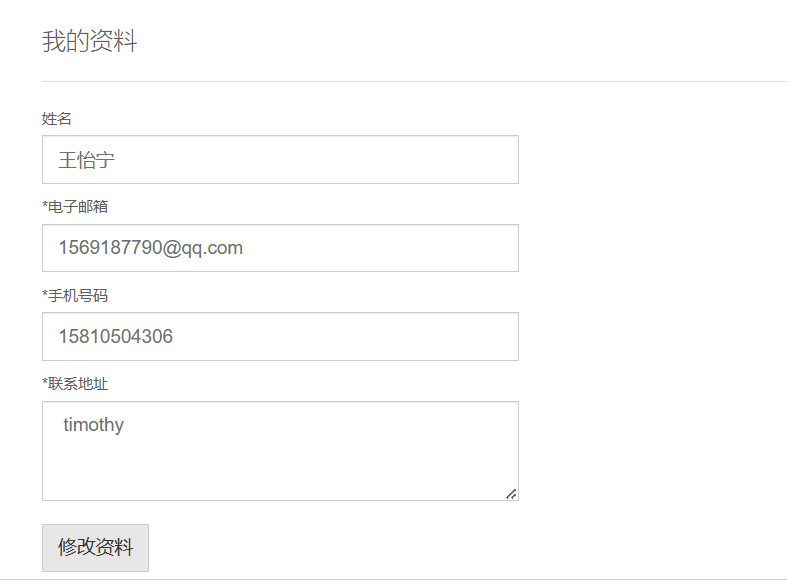 我的资料
姓名
王怡宁
*电子邮箱
1569187790@qq.com
*手机号码
15810504306
*联系地址
timothy
修改资料